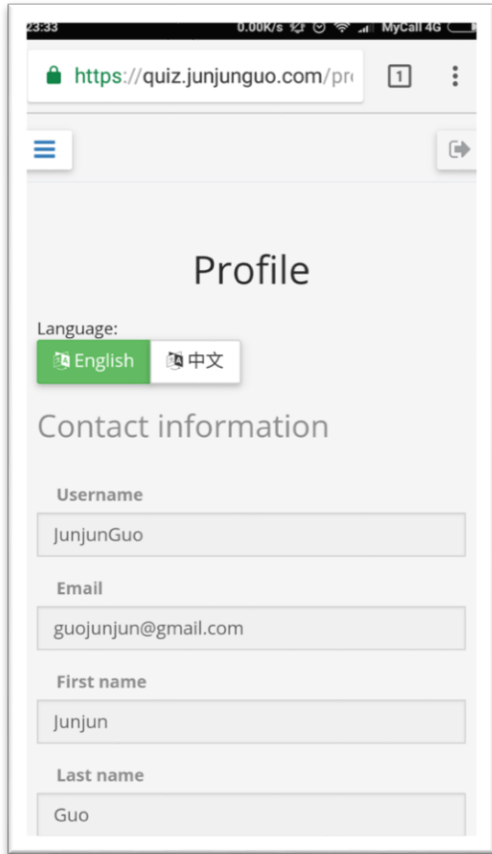 23:33 0.00K/s MyCall 4G
https://quiz.junjunguo.com/pr 1
Profile
Language:
English 中文
Contact information
Username
JunjunGuo
Email
guojunjun@gmail.com
First name
Junjun
Last name
Guo